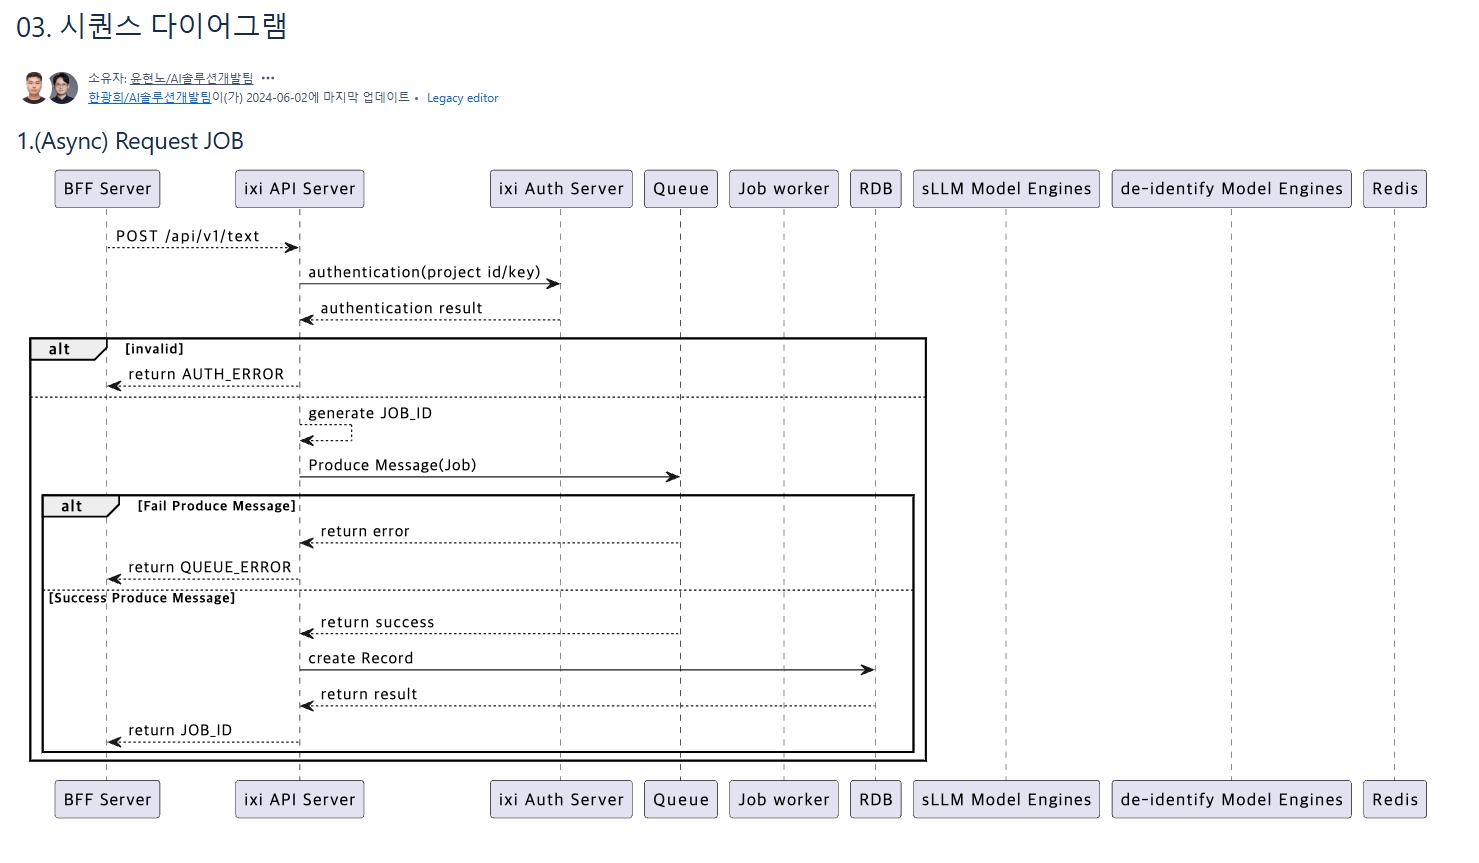 03. 시퀀스 다이어그램
소유자: 윤현노/AI솔루션개발팀 •••
한광희/AI솔루션개발팀이(가) 2024-06-02에 마지막 업데이트 • Legacy editor
1.(Async) Request JOB
BFF Server ixi API Server ixi Auth Server Queue Job worker RDB sLLM Model Engines de-identify Model Engines Redis
POST /api/v1/text
authentication(project id/key)
authentication result
alt [invalid]
return AUTH_ERROR
generate JOB_ID
Produce Message(Job)
alt [Fail Produce Message]
return error
return QUEUE_ERROR
[Success Produce Message]
return success
create Record
return result
return JOB_ID
BFF Server ixi API Server ixi Auth Server Queue Job worker RDB sLLM Model Engines de-identify Model Engines Redis